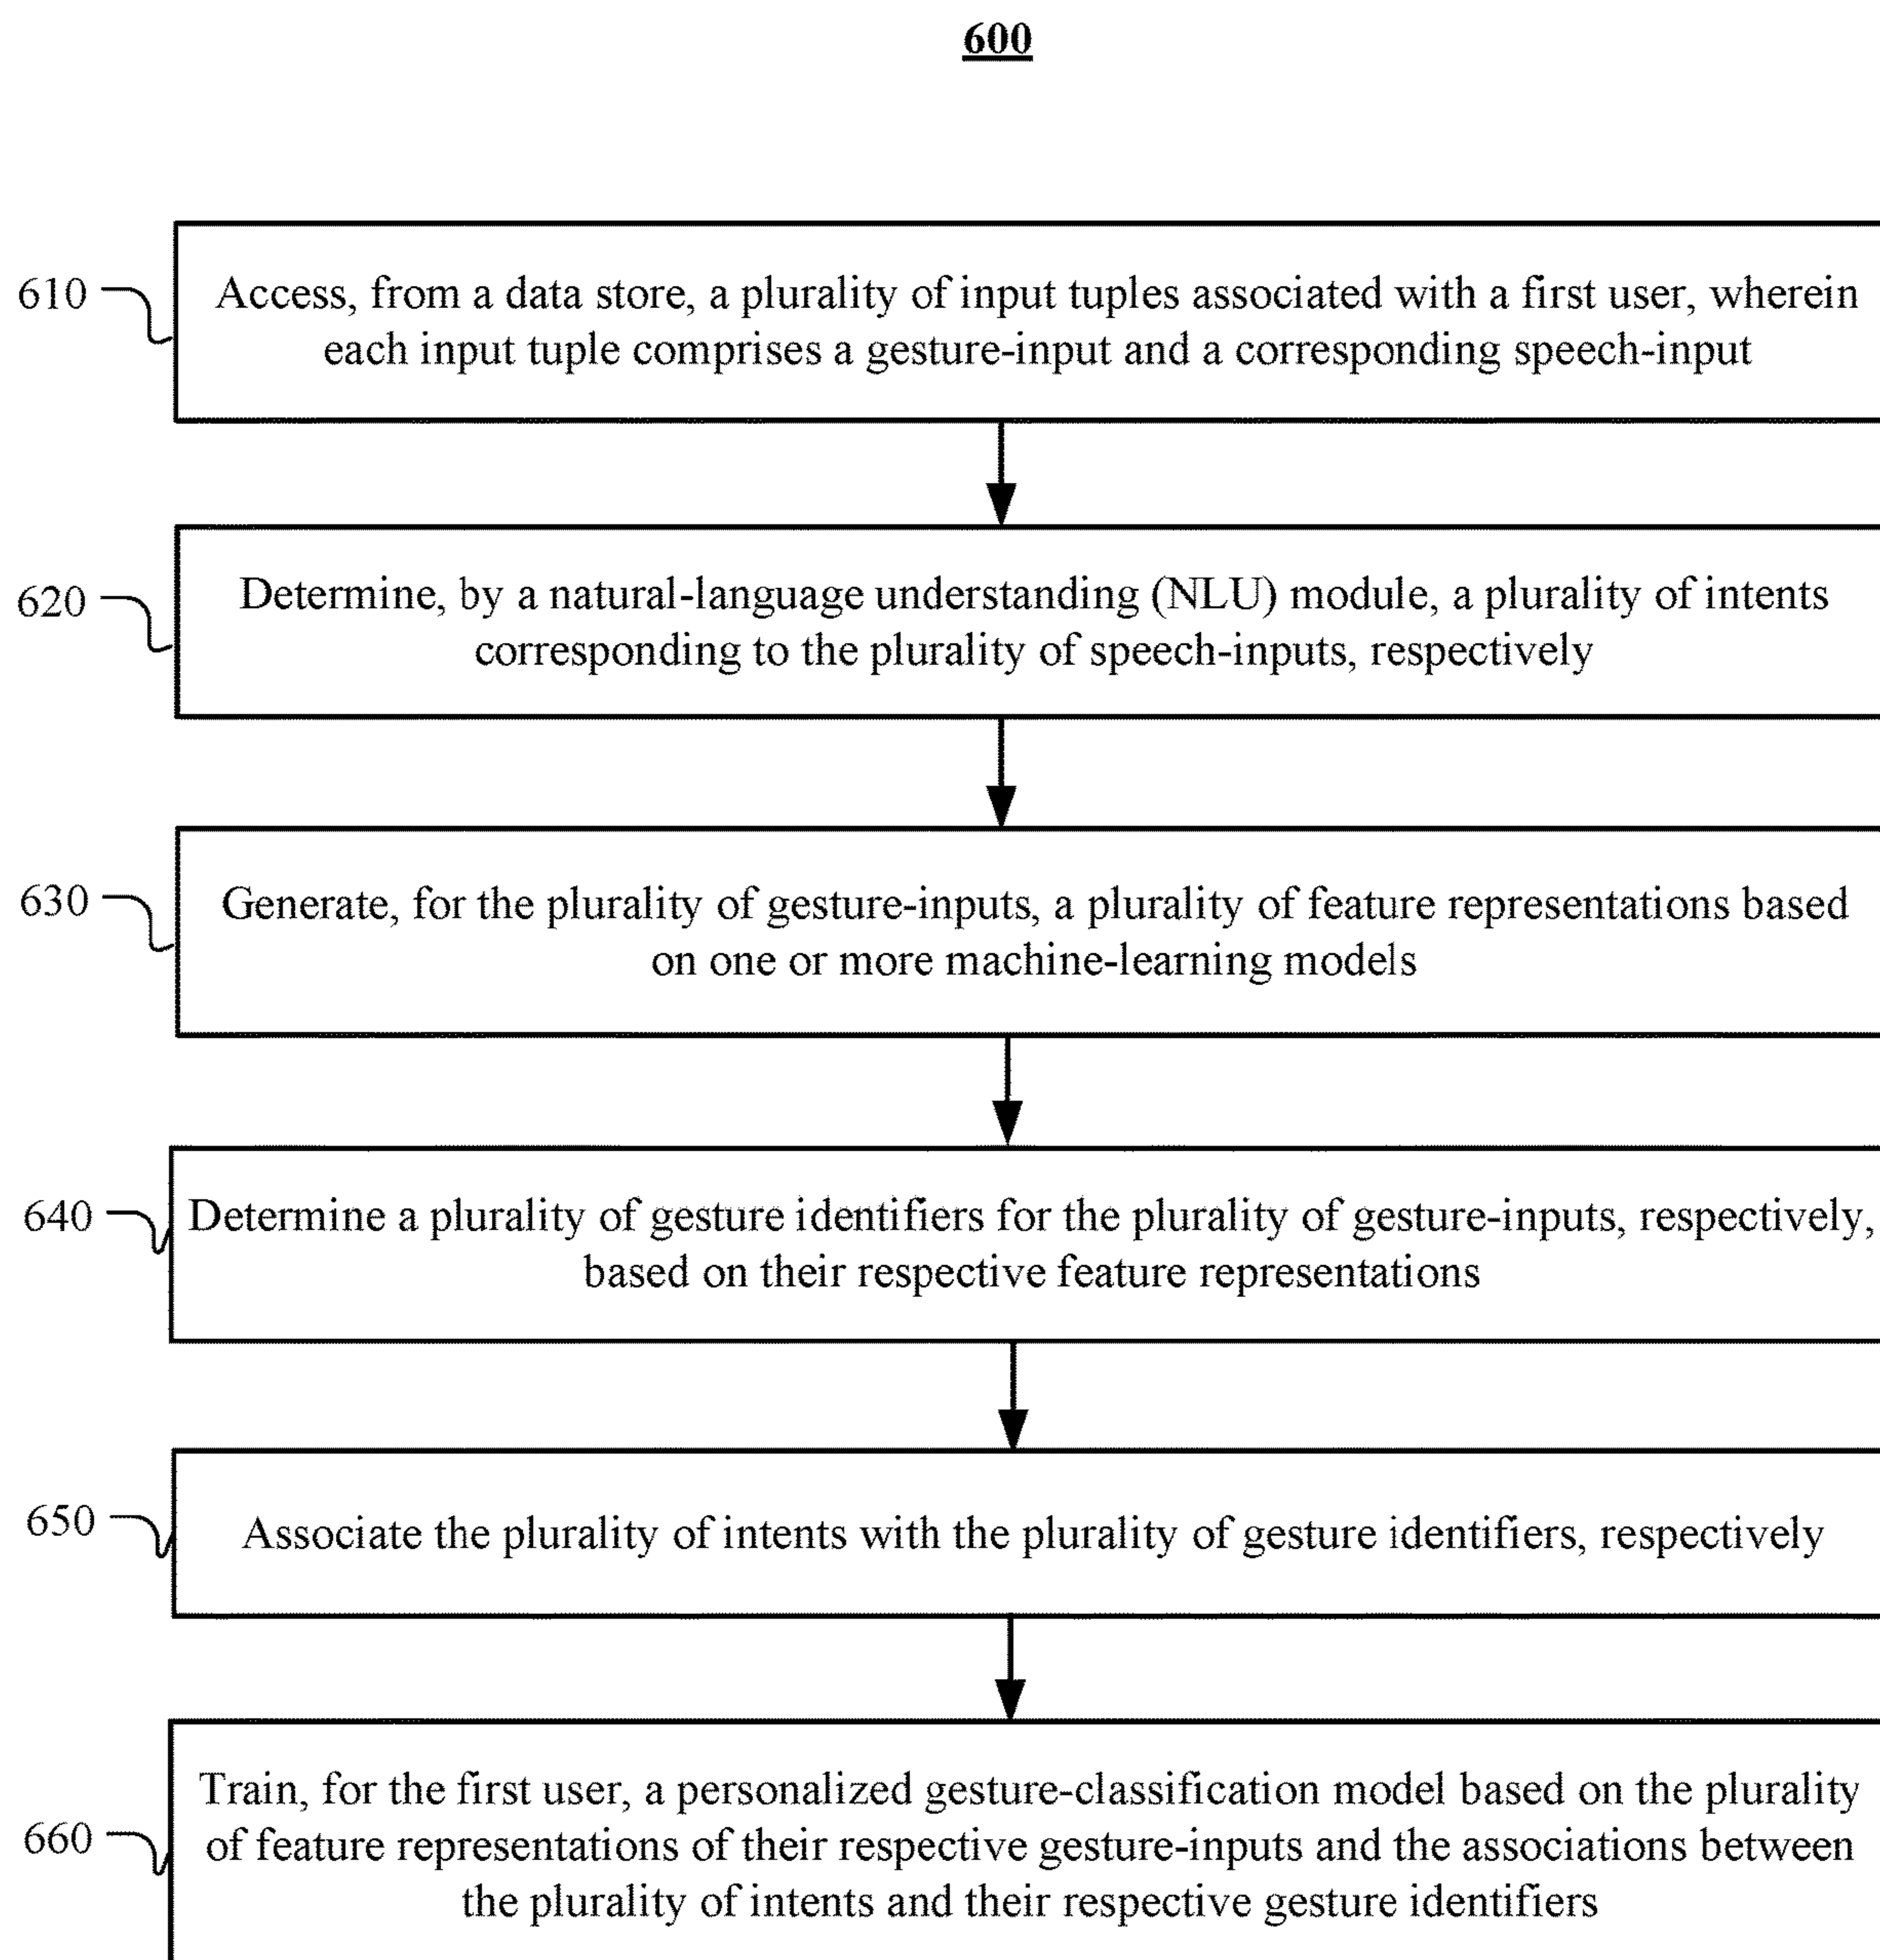 600
610
Access, from a data store, a plurality of input tuples associated with a first user, wherein
each input tuple comprises a gesture-input and a corresponding speech-input
620
Determine, by a natural-language understanding (NLU) module, a plurality of intents
corresponding to the plurality of speech-inputs, respectively
630
Generate, for the plurality of gesture-inputs, a plurality of feature representations based
on one or more machine-learning models
640
Determine a plurality of gesture identifiers for the plurality of gesture-inputs, respectively,
based on their respective feature representations
650
Associate the plurality of intents with the plurality of gesture identifiers, respectively
660
Train, for the first user, a personalized gesture-classification model based on the plurality
of feature representations of their respective gesture-inputs and the associations between
the plurality of intents and their respective gesture identifiers